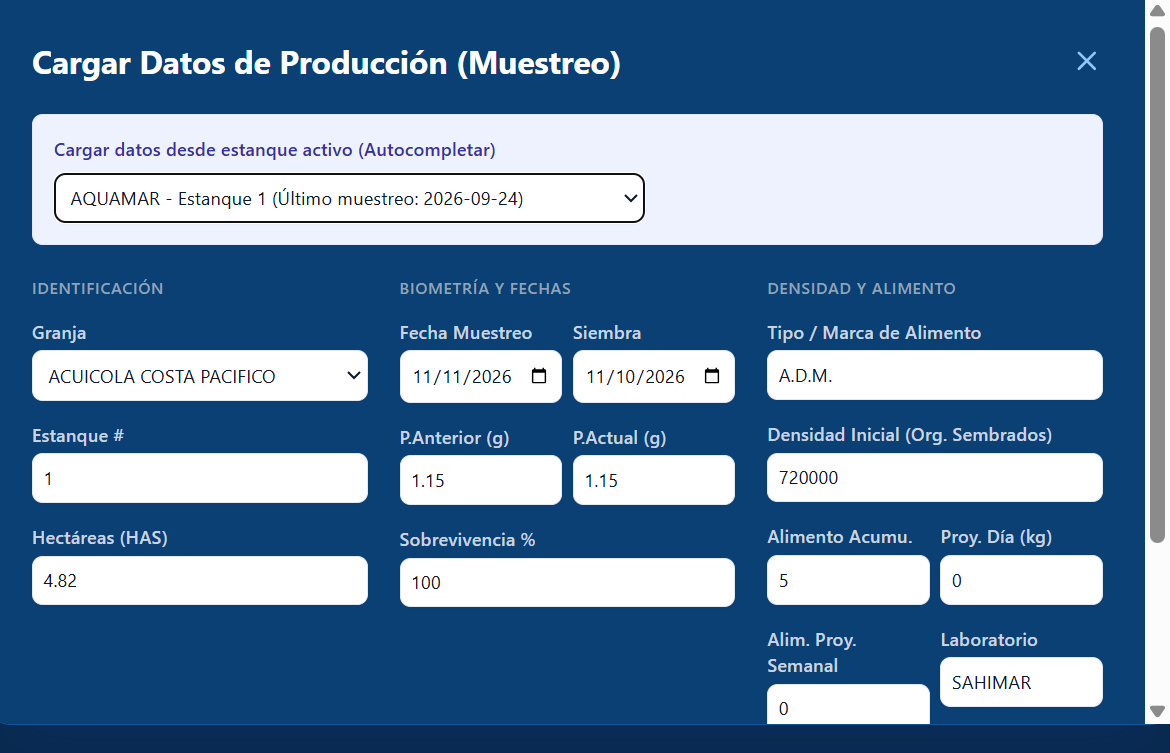 Cargar Datos de Producción (Muestreo)
Cargar datos desde estanque activo (Autocompletar)
AQUAMAR - Estanque 1 (Último muestreo: 2026-09-24)
IDENTIFICACIÓN
Granja
ACUICOLA COSTA PACIFICO
Estanque #
1
Hectáreas (HAS)
4.82
BIOMETRÍA Y FECHAS
Fecha Muestreo Siembra
11/11/2026 11/10/2026
P.Anterior (g) P.Actual (g)
1.15 1.15
Sobrevivencia %
100
DENSIDAD Y ALIMENTO
Tipo / Marca de Alimento
A.D.M.
Densidad Inicial (Org. Sembrados)
720000
Alimento Acumu. Proy. Día (kg)
5 0
Alim. Proy.
Semanal
0
Laboratorio
SAHIMAR